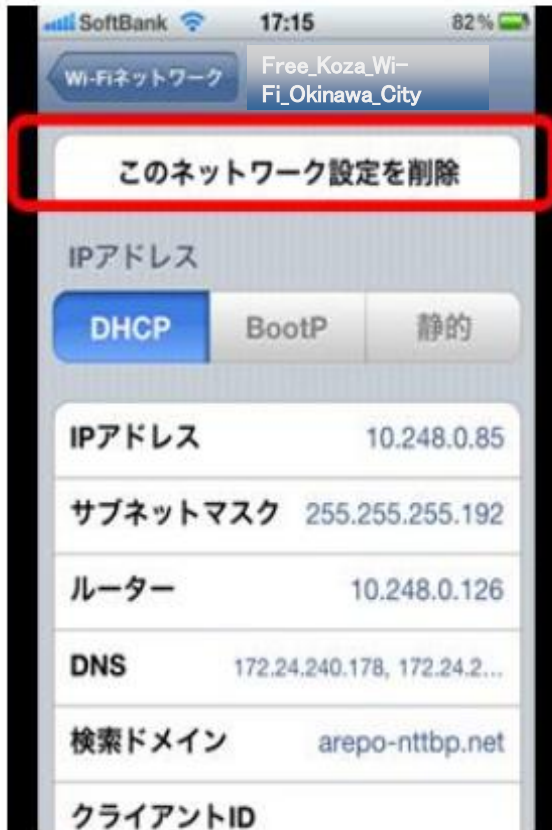 SoftBank 17:15 82%
Wi-Fiネットワーク
Free_Koza_Wi-
Fi_Okinawa_City
このネットワーク設定を削除
IPアドレス
DHCP BootP 静的
IPアドレス 10.248.0.85
サブネットマスク 255.255.255.192
ルーター 10.248.0.126
DNS 172.24.240.178, 172.24.2...
検索ドメイン arepo-nttbp.net
クライアントID